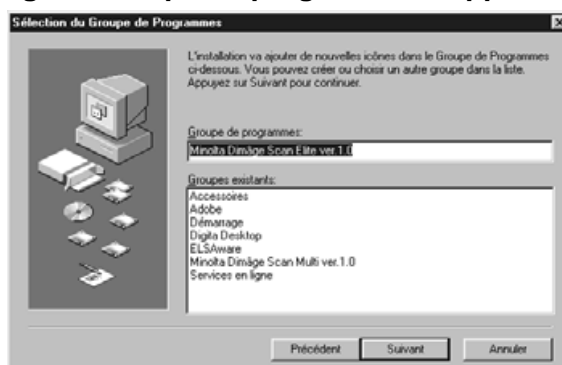 Sélection du Groupe de Programmes
L'installation va ajouter de nouvelles icônes dans le Groupe de Programmes
ci-dessous. Vous pouvez créer ou choisir un autre groupe dans la liste.
Appuyez sur Suivant pour continuer.
Groupe de programmes:
Minolta Dimâge Scan Elite ver.1.0
Groupes existants:
Accessoires
Adobe
Démarrage
Digita Desktop
ELSAware
Minolta Dimâge Scan Multi ver.1.0
Services en ligne
Précédent
Suivant
Annuler